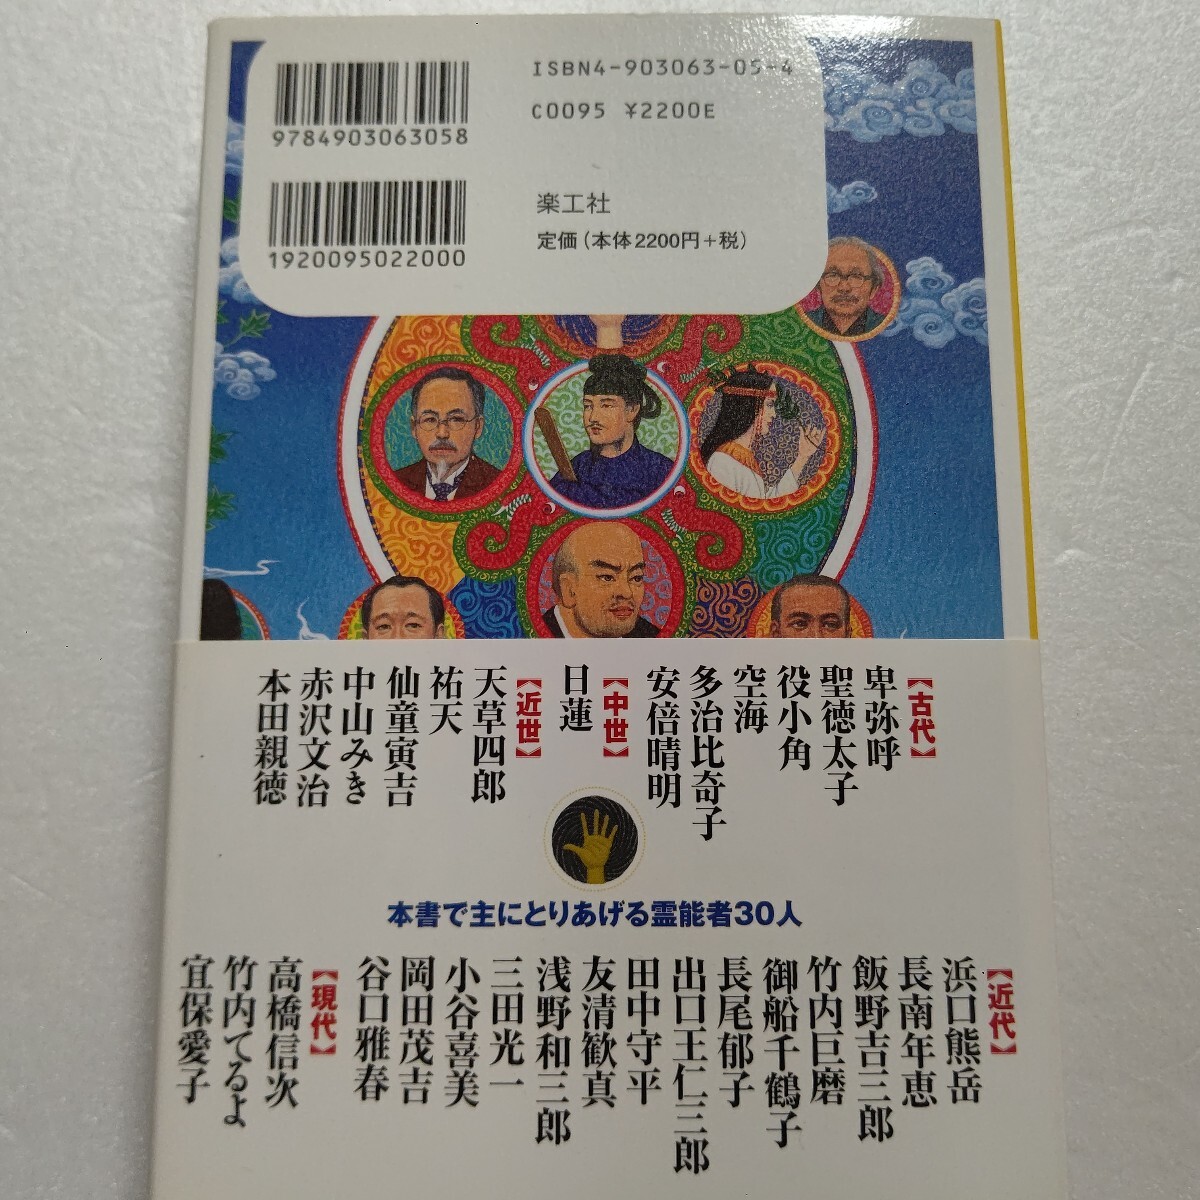 ISBN4-903063-05-4
C0095 ¥2200E
9784903063058
1920095022000
楽工社
定価（本体2200円＋税）
【古代】
卑弥呼
聖徳太子
役小角
空海
多治比奇子
安倍晴明
【中世】
日蓮
【近世】
天草四郎
祐天
仙童寅吉
中山みき
赤沢文治
本田親徳
本書で主にとりあげる霊能者30人
【近代】
浜口熊岳
長南年恵
飯野吉三郎
竹内巨麿
御船千鶴子
長尾郁子
出口王仁三郎
田中守平
友清歓真
浅野和三郎
三田光一
小谷喜美
岡田茂吉
谷口雅春
【現代】
高橋信次
竹内てるよ
宜保愛子